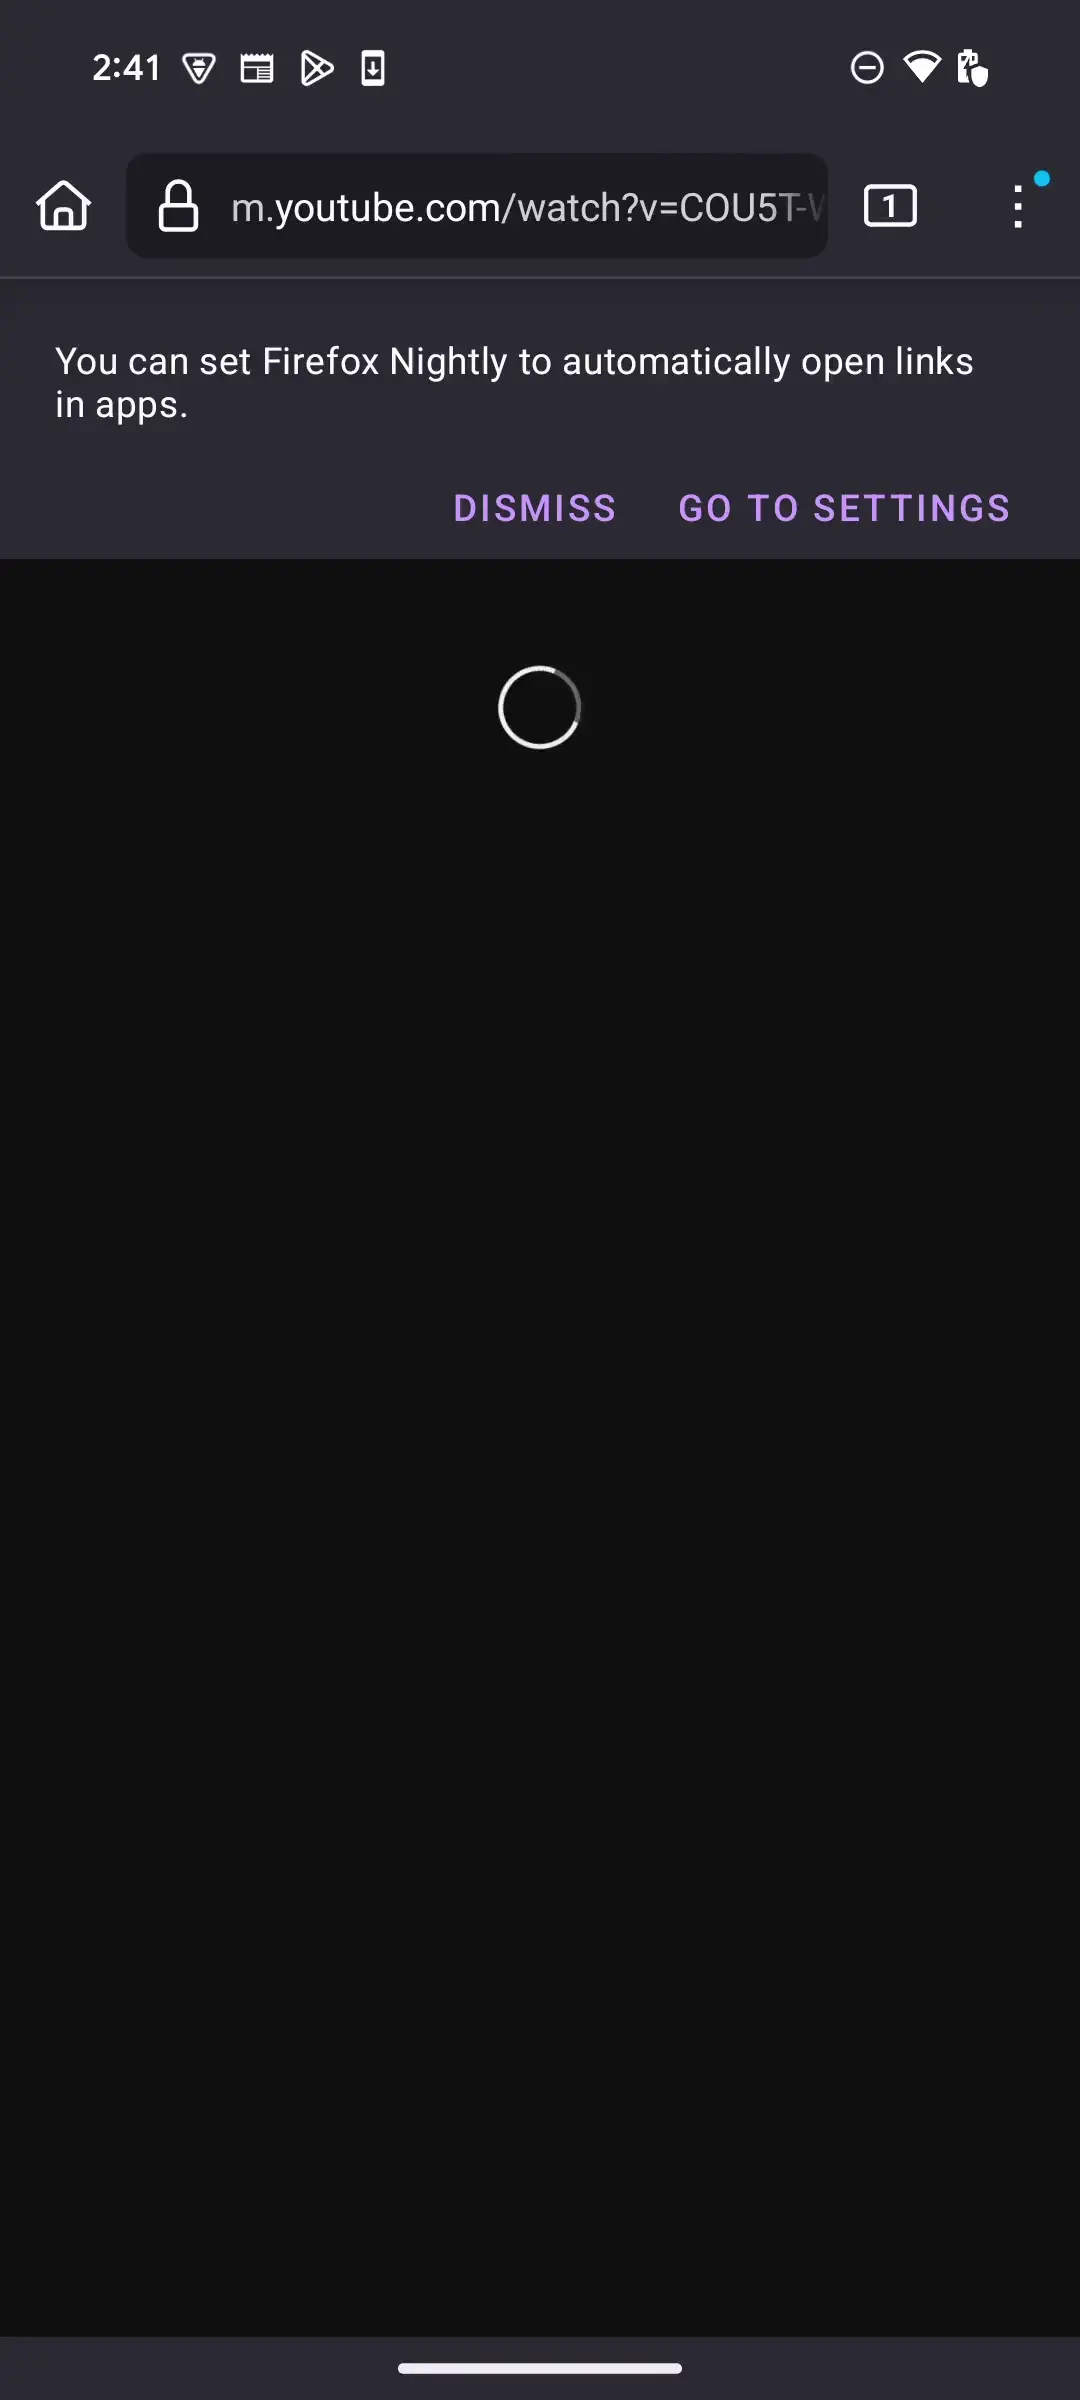 2:41
m.youtube.com/watch?v=COU5T-
1
You can set Firefox Nightly to automatically open links
in apps.
DISMISS GO TO SETTINGS